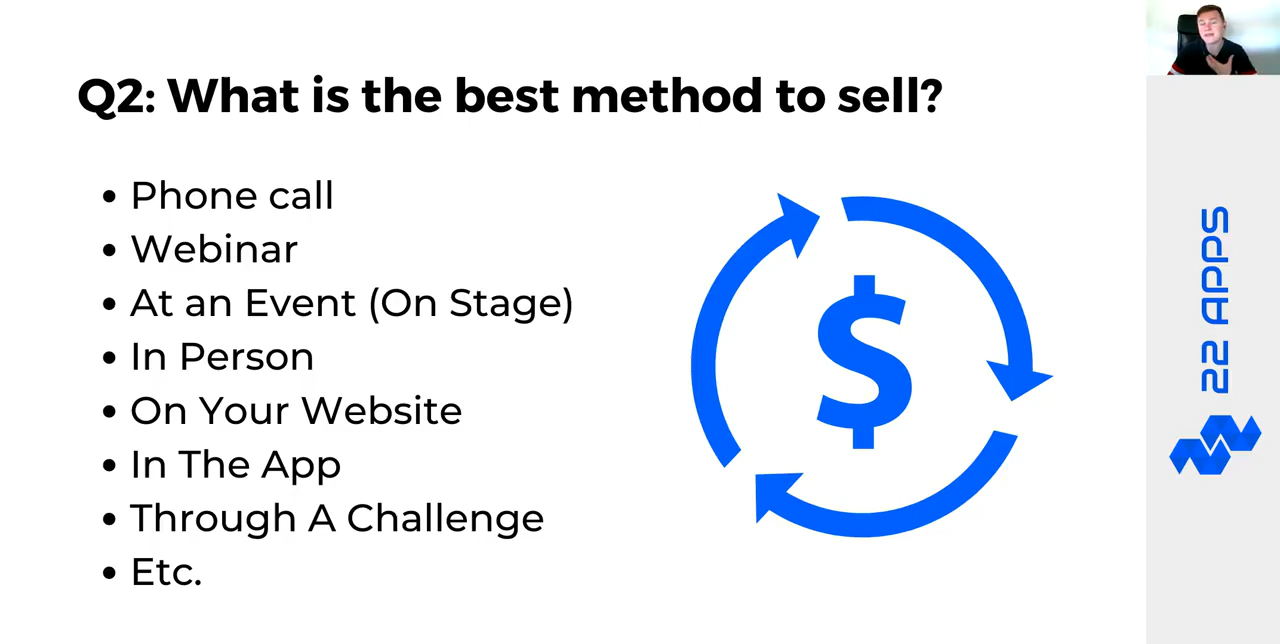 Q2: What is the best method to sell?
• Phone call
• Webinar
• At an Event (On Stage)
• In Person
• On Your Website
• In The App
• Through A Challenge
• Etc.
$
22 APPS